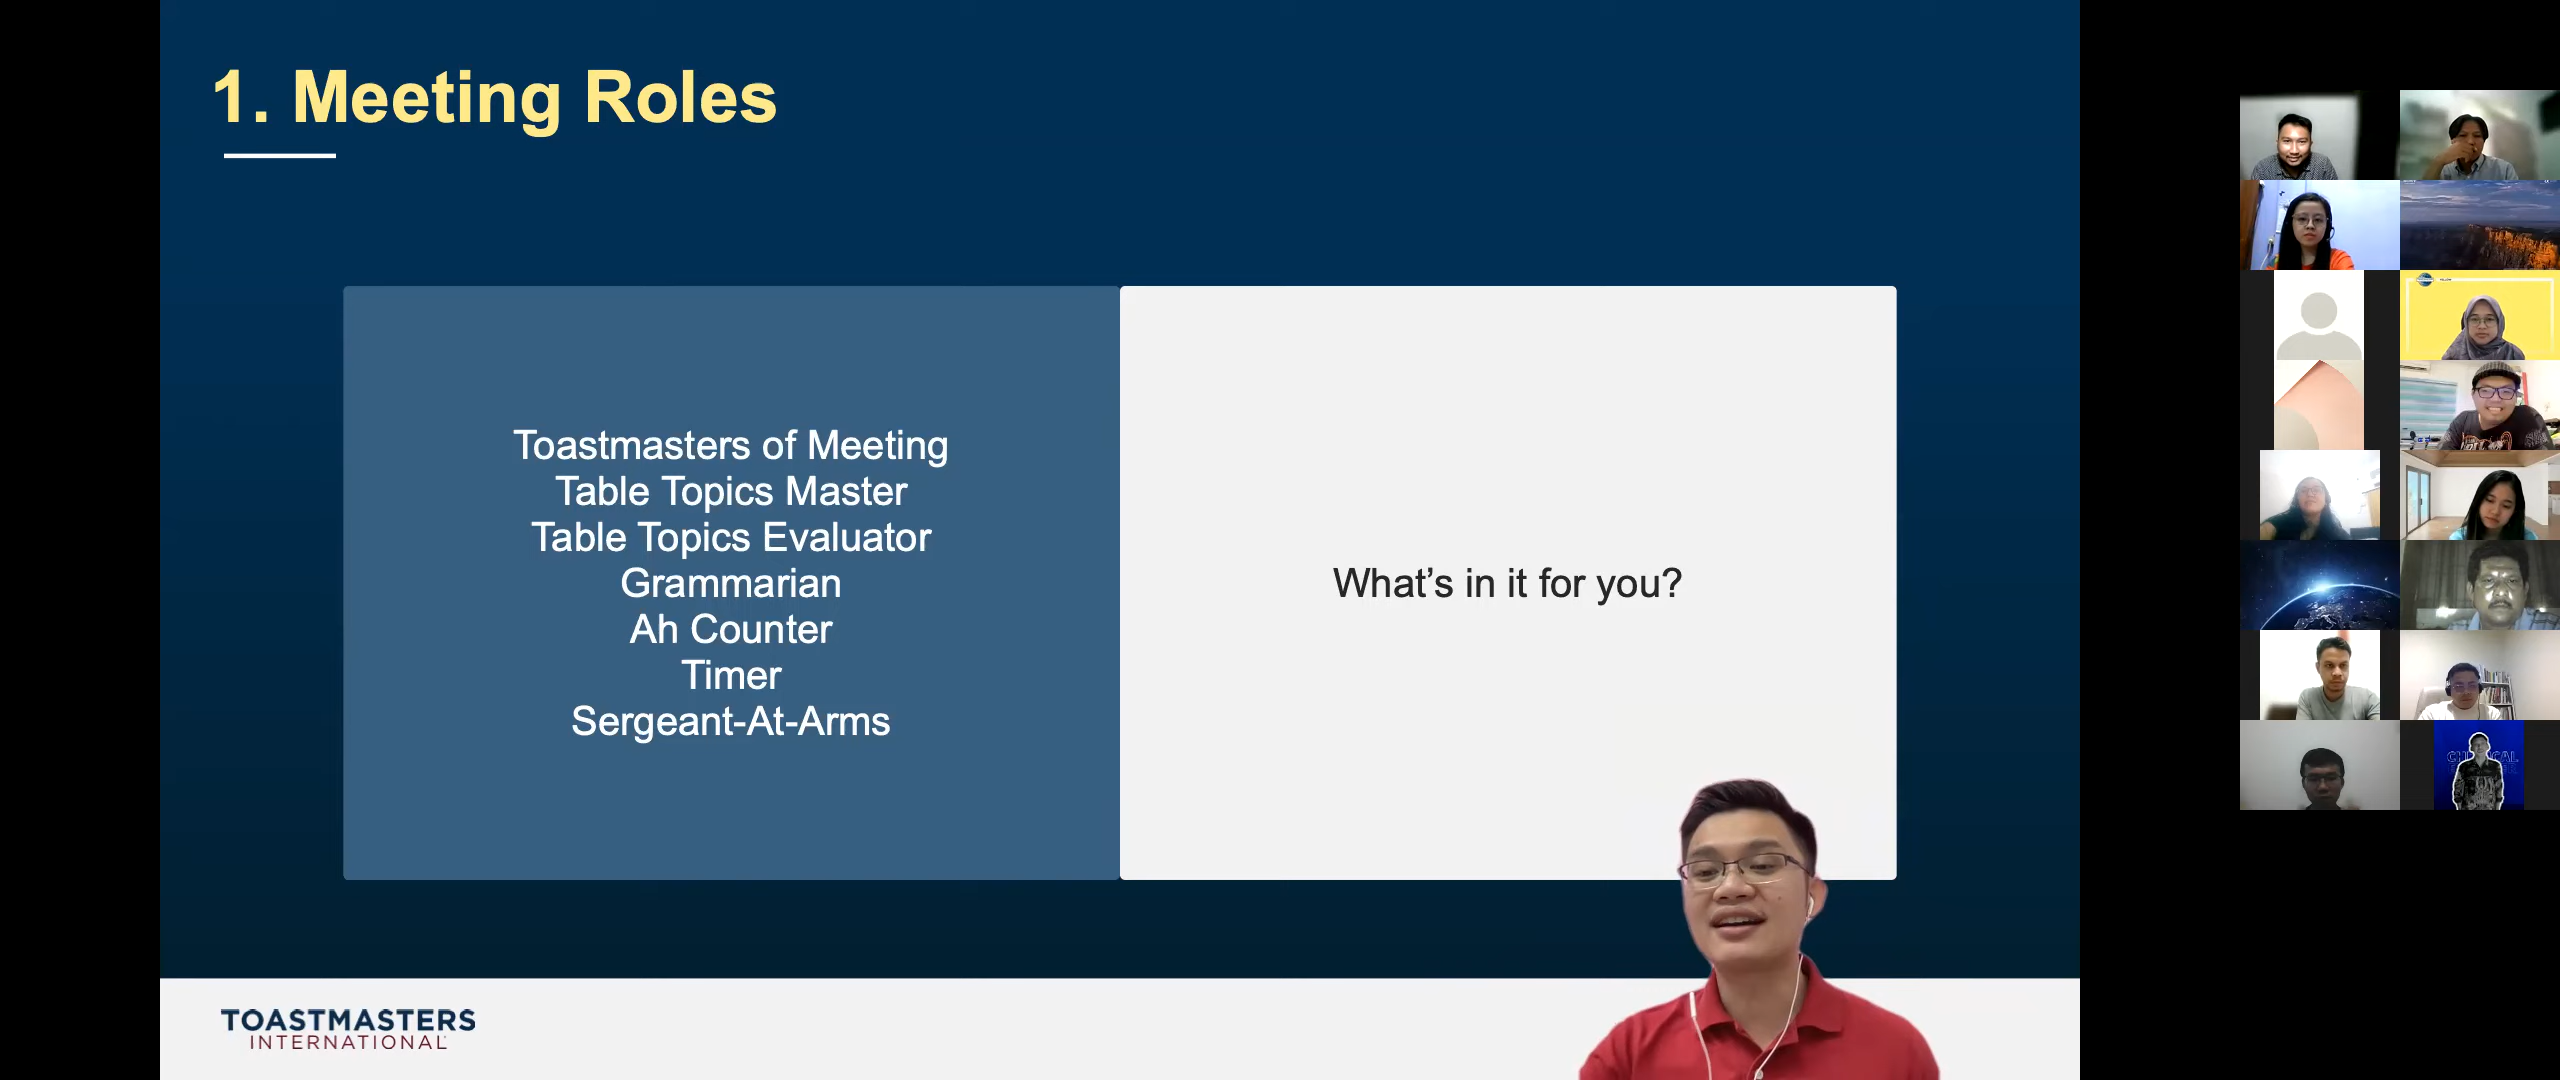 1. Meeting Roles
Toastmasters of Meeting
Table Topics Master
Table Topics Evaluator
Grammarian
Ah Counter
Timer
Sergeant-At-Arms
What's in it for you?
TOASTMASTERS
INTERNATIONAL